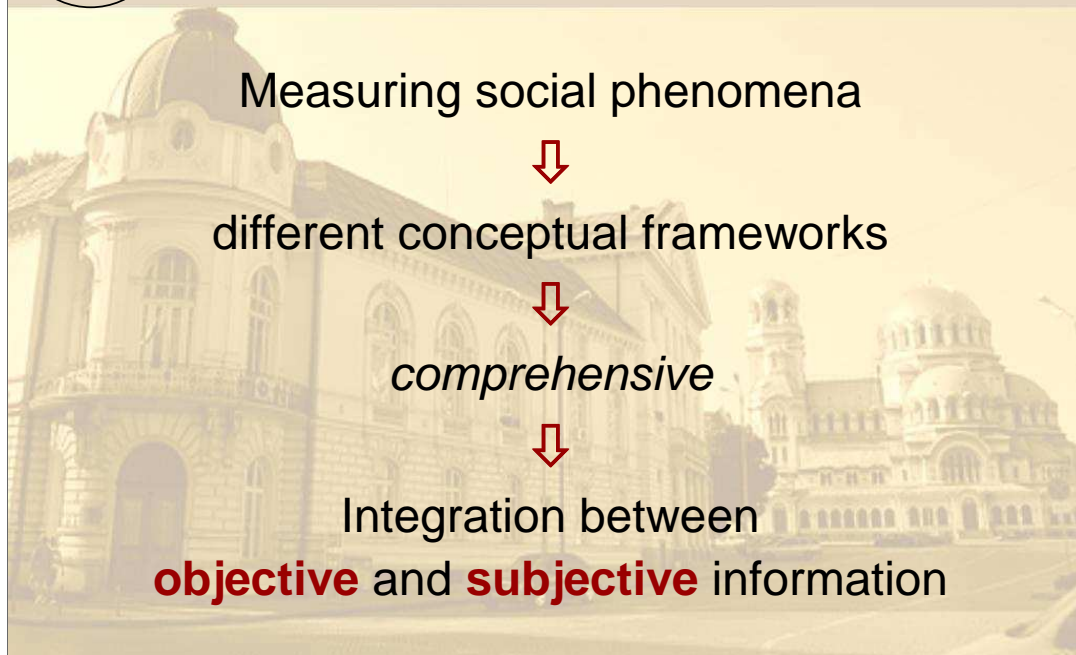 Measuring social phenomena
different conceptual frameworks
comprehensive
Integration between
objective and subjective information